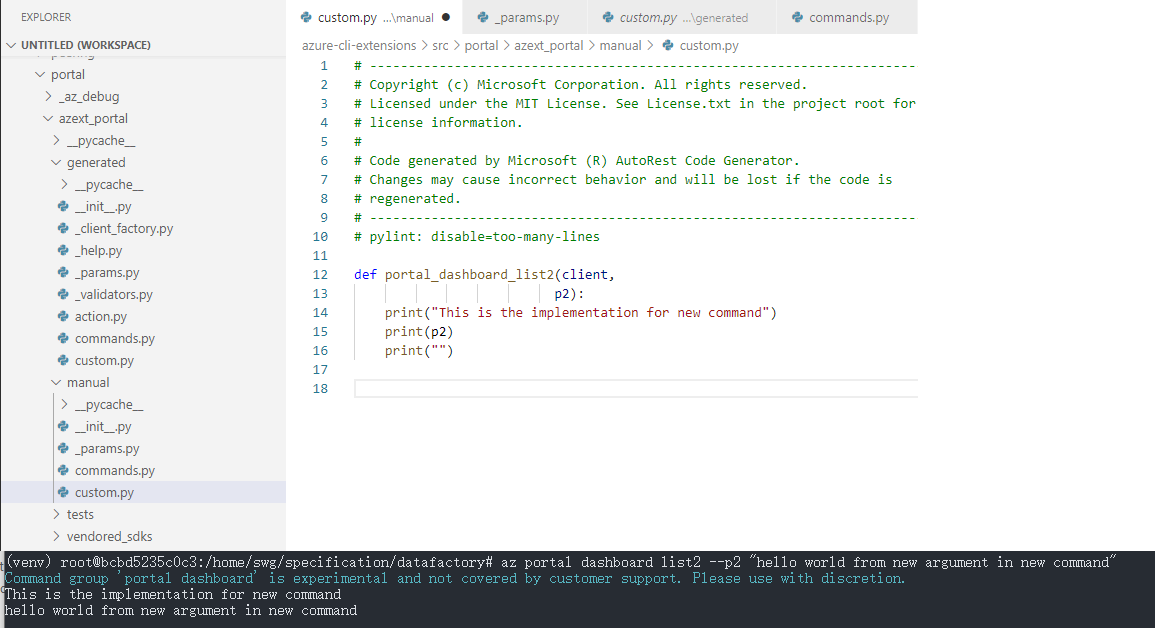 EXPLORER
UNTITLED (WORKSPACE)
portal
_az_debug
azext_portal
__pycache__
generated
__pycache__
__init__.py
_client_factory.py
_help.py
_params.py
_validators.py
action.py
commands.py
custom.py
manual
__pycache__
__init__.py
_params.py
commands.py
custom.py
tests
vendored_sdks
custom.py ...\manual ● _params.py custom.py ...\generated commands.py
azure-cli-extensions > src > portal > azext_portal > manual > custom.py
1 # -----------------------------------------------------------------------
2 # Copyright (c) Microsoft Corporation. All rights reserved.
3 # Licensed under the MIT License. See License.txt in the project root for
4 # license information.
5 #
6 # Code generated by Microsoft (R) AutoRest Code Generator.
7 # Changes may cause incorrect behavior and will be lost if the code is
8 # regenerated.
9 # -----------------------------------------------------------------------
10 # pylint: disable=too-many-lines
11
12 def portal_dashboard_list2(client,
13 p2):
14 print("This is the implementation for new command")
15 print(p2)
16 print("")
17
18
(venv) root@bcbd5235c0c3:/home/swg/specification/datafactory# az portal dashboard list2 --p2 "hello world from new argument in new command"
Command group 'portal dashboard' is experimental and not covered by customer support. Please use with discretion.
This is the implementation for new command
hello world from new argument in new command